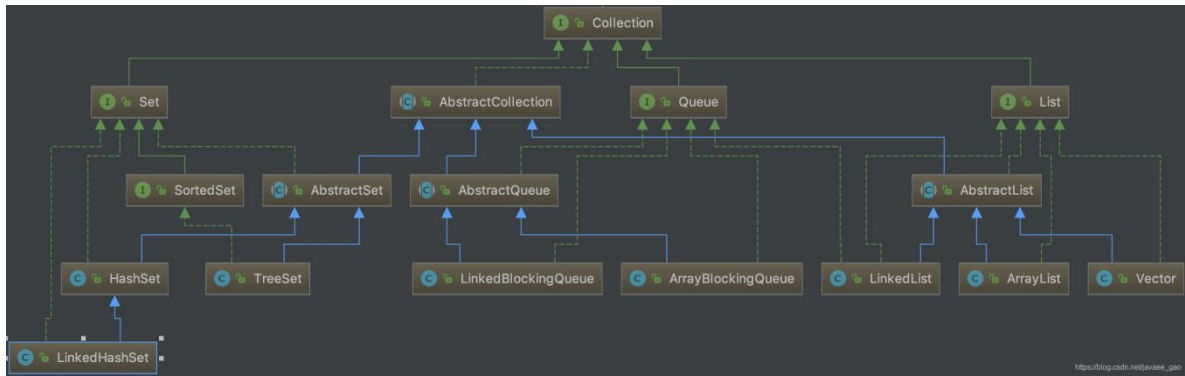 I Collection
I Set
C AbstractCollection
I Queue
I List
I SortedSet
C AbstractSet
C AbstractQueue
C AbstractList
C HashSet
C TreeSet
C LinkedBlockingQueue
C ArrayBlockingQueue
C LinkedList
C ArrayList
C Vector
C LinkedHashSet
https://blog.csdn.net/javaee_gao